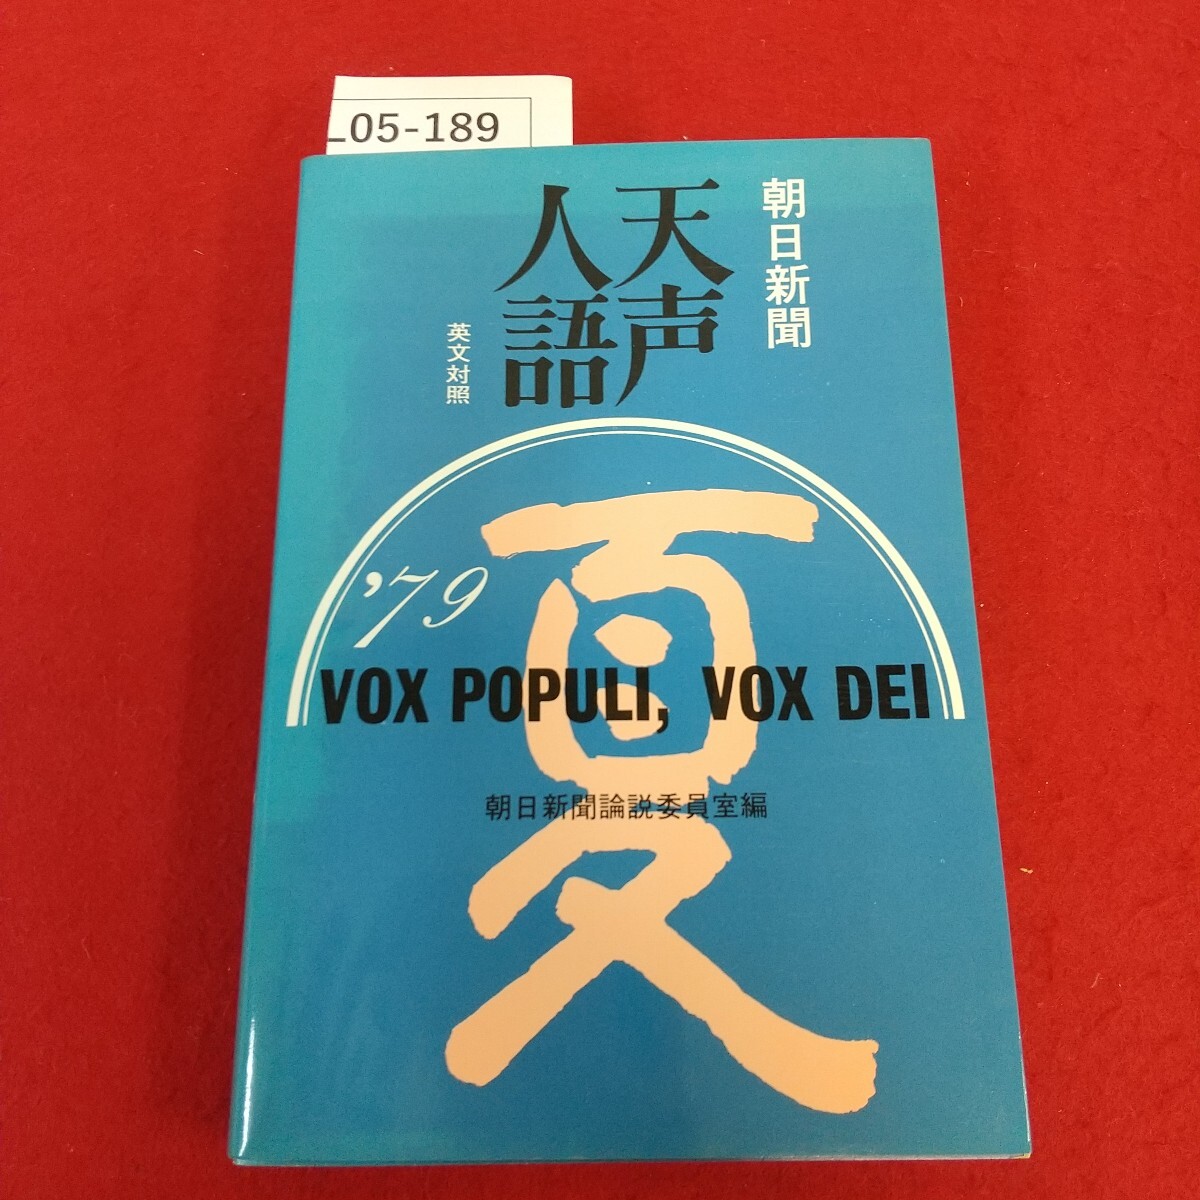 L05-189
朝日新聞
天声
人語
英文対照
'79
夏
VOX POPULI, VOX DEI
朝日新聞論説委員室編